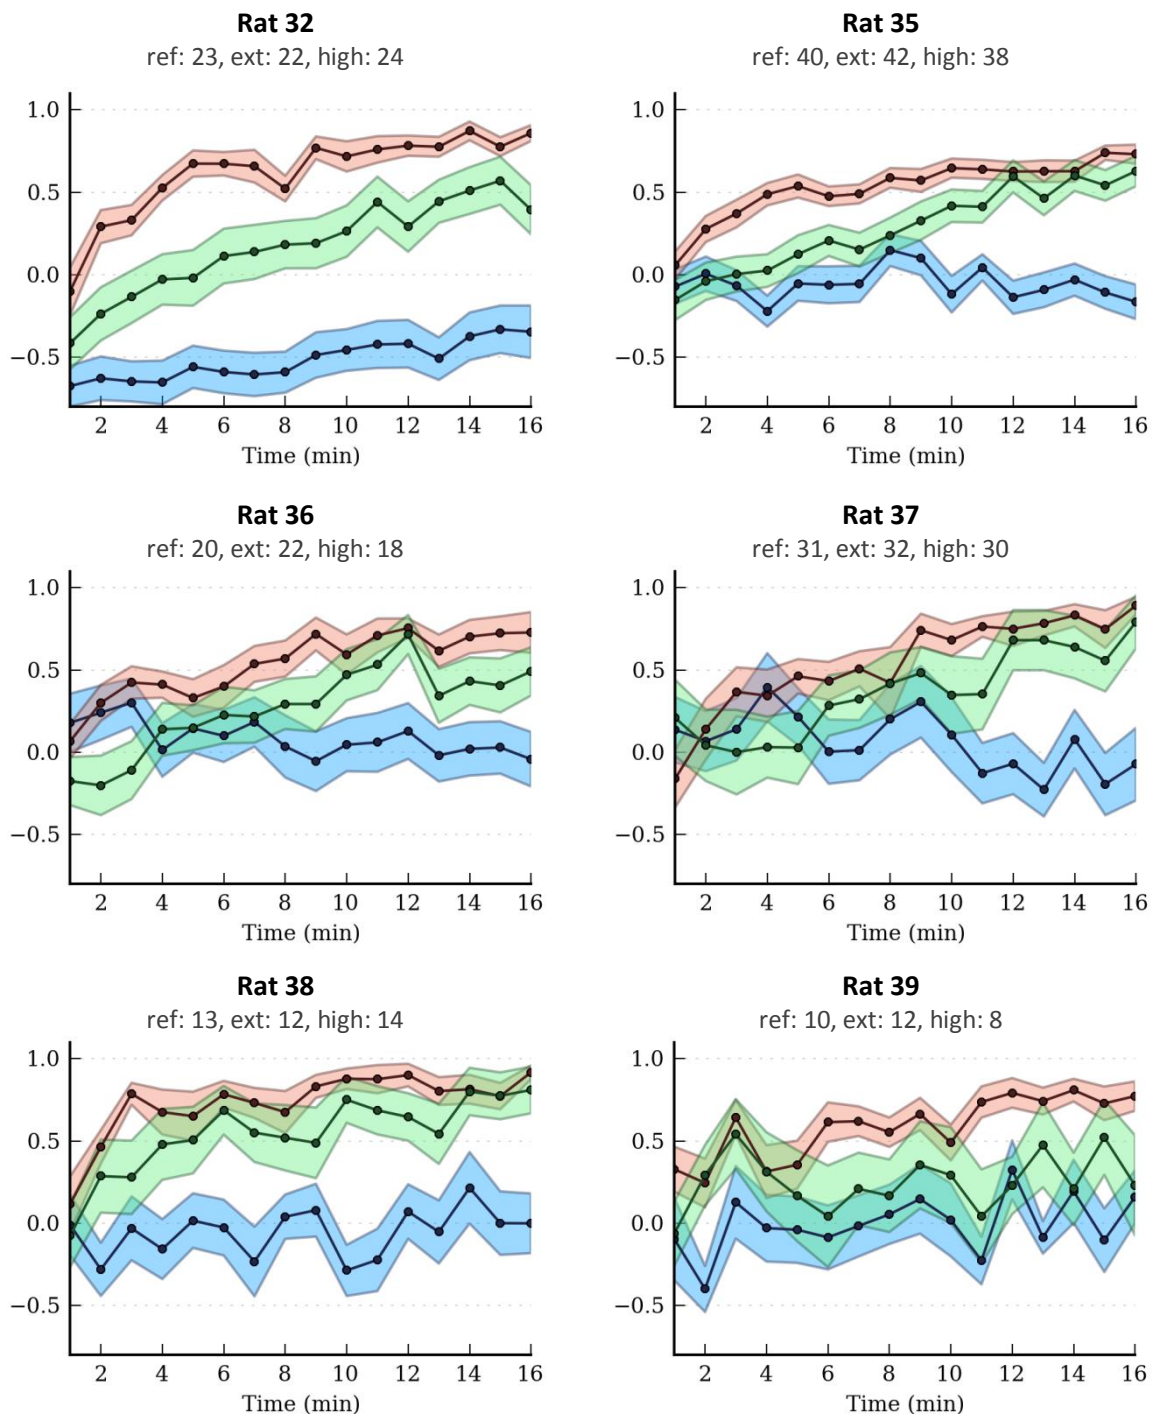 Rat 32
ref: 23, ext: 22, high: 24
1.0
0.5
0.0
−0.5
2 4 6 8 10 12 14 16
Time (min)
Rat 35
ref: 40, ext: 42, high: 38
1.0
0.5
0.0
−0.5
2 4 6 8 10 12 14 16
Time (min)
Rat 36
ref: 20, ext: 22, high: 18
1.0
0.5
0.0
−0.5
2 4 6 8 10 12 14 16
Time (min)
Rat 37
ref: 31, ext: 32, high: 30
1.0
0.5
0.0
−0.5
2 4 6 8 10 12 14 16
Time (min)
Rat 38
ref: 13, ext: 12, high: 14
1.0
0.5
0.0
−0.5
2 4 6 8 10 12 14 16
Time (min)
Rat 39
ref: 10, ext: 12, high: 8
1.0
0.5
0.0
−0.5
2 4 6 8 10 12 14 16
Time (min)